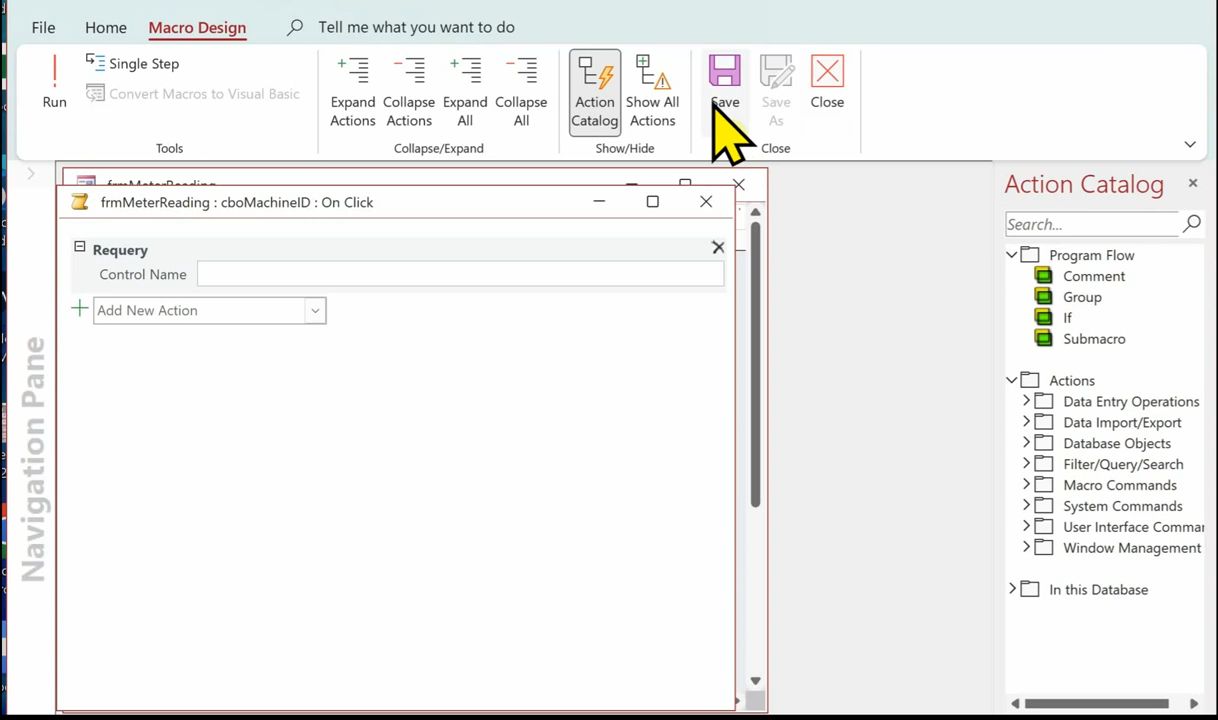 File Home Macro Design Tell me what you want to do
Run
Single Step
Convert Macros to Visual Basic
Expand Actions
Collapse Actions
Expand All
Collapse All
Action Catalog
Show All Actions
Save
Save As
Close
Tools Collapse/Expand Show/Hide Close
Navigation Pane
frmMeterReading
frmMeterReading : cboMachineID : On Click
Requery
Control Name
Add New Action
Action Catalog
Search...
Program Flow
Comment
Group
If
Submacro
Actions
Data Entry Operations
Data Import/Export
Database Objects
Filter/Query/Search
Macro Commands
System Commands
User Interface Comma
Window Management
In this Database